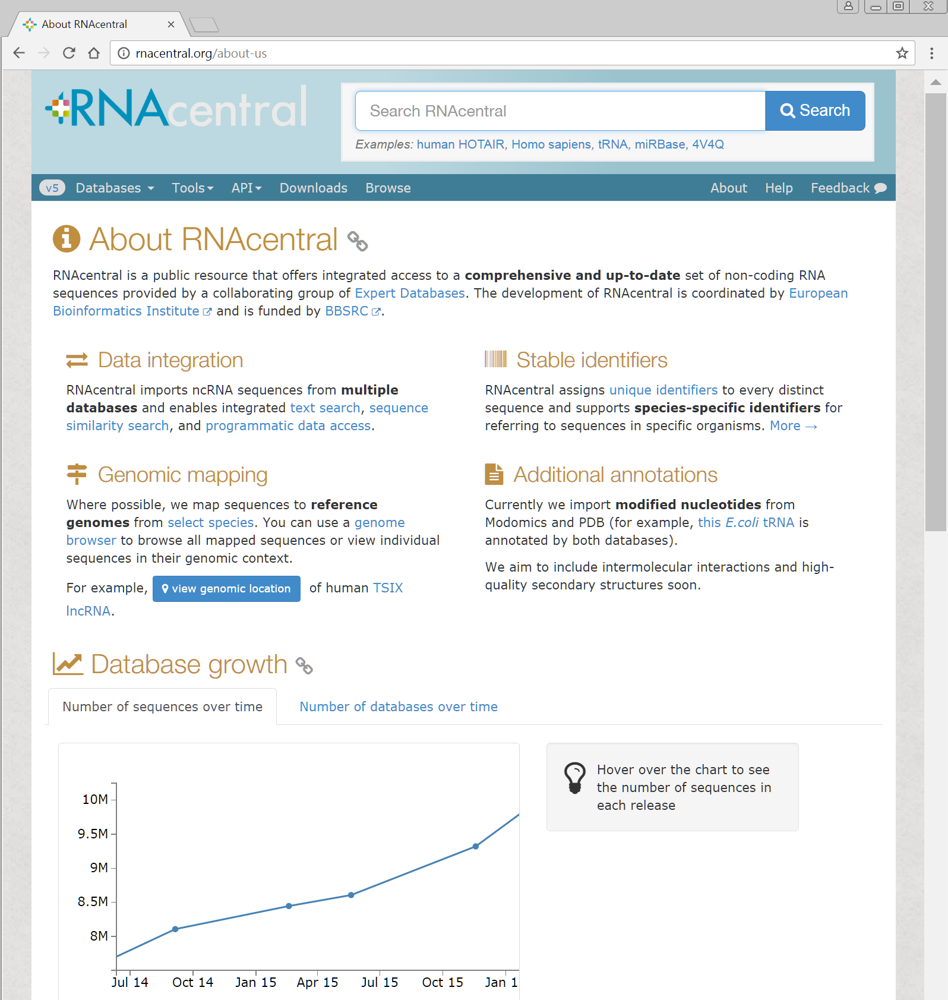 About RNAcentral
rnacentral.org/about-us
RNAcentral
Search RNAcentral
Search
Examples: human HOTAIR, Homo sapiens, tRNA, miRBase, 4V4Q
v5 Databases Tools API Downloads Browse About Help Feedback
About RNAcentral
RNAcentral is a public resource that offers integrated access to a comprehensive and up-to-date set of non-coding RNA
sequences provided by a collaborating group of Expert Databases. The development of RNAcentral is coordinated by European
Bioinformatics Institute and is funded by BBSRC.
Data integration
RNAcentral imports ncRNA sequences from multiple
databases and enables integrated text search, sequence
similarity search, and programmatic data access.
Stable identifiers
RNAcentral assigns unique identifiers to every distinct
sequence and supports species-specific identifiers for
referring to sequences in specific organisms. More →
Genomic mapping
Where possible, we map sequences to reference
genomes from select species. You can use a genome
browser to browse all mapped sequences or view individual
sequences in their genomic context.
For example, view genomic location of human TSIX
lncRNA.
Additional annotations
Currently we import modified nucleotides from
Modomics and PDB (for example, this E.coli tRNA is
annotated by both databases).
We aim to include intermolecular interactions and high-
quality secondary structures soon.
Database growth
Number of sequences over time
Number of databases over time
10M
9.5M
9M
8.5M
8M
Jul 14 Oct 14 Jan 15 Apr 15 Jul 15 Oct 15 Jan 1
Hover over the chart to see
the number of sequences in
each release